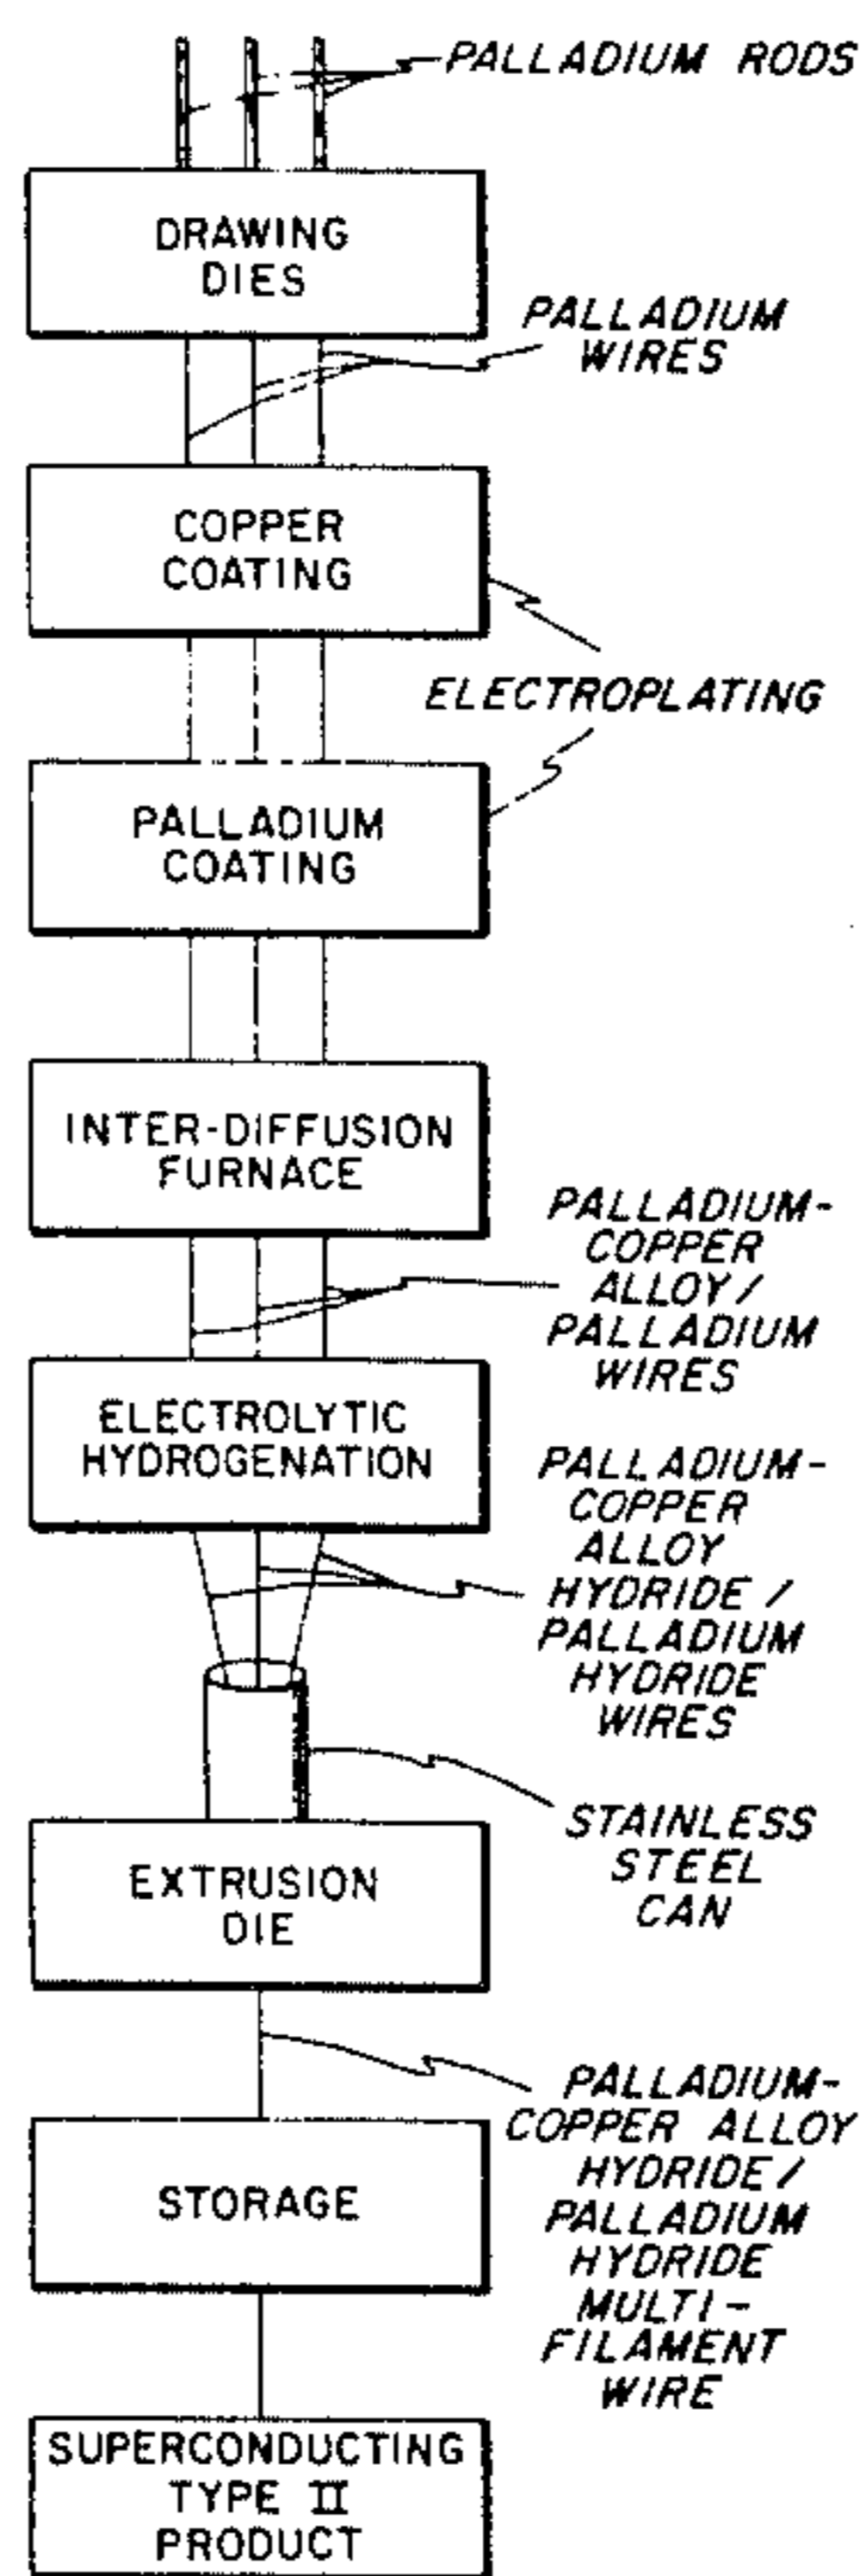 PALLADIUM RODS
DRAWING
DIES
PALLADIUM
WIRES
COPPER
COATING
ELECTROPLATING
PALLADIUM
COATING
INTER-DIFFUSION
FURNACE
PALLADIUM-
COPPER
ALLOY/
PALLADIUM
WIRES
ELECTROLYTIC
HYDROGENATION
PALLADIUM-
COPPER
ALLOY
HYDRIDE/
PALLADIUM
HYDRIDE
WIRES
STAINLESS
STEEL
CAN
EXTRUSION
DIE
PALLADIUM-
COPPER ALLOY
HYDRIDE/
PALLADIUM
HYDRIDE
MULTI-
FILAMENT
WIRE
STORAGE
SUPERCONDUCTING
TYPE II
PRODUCT